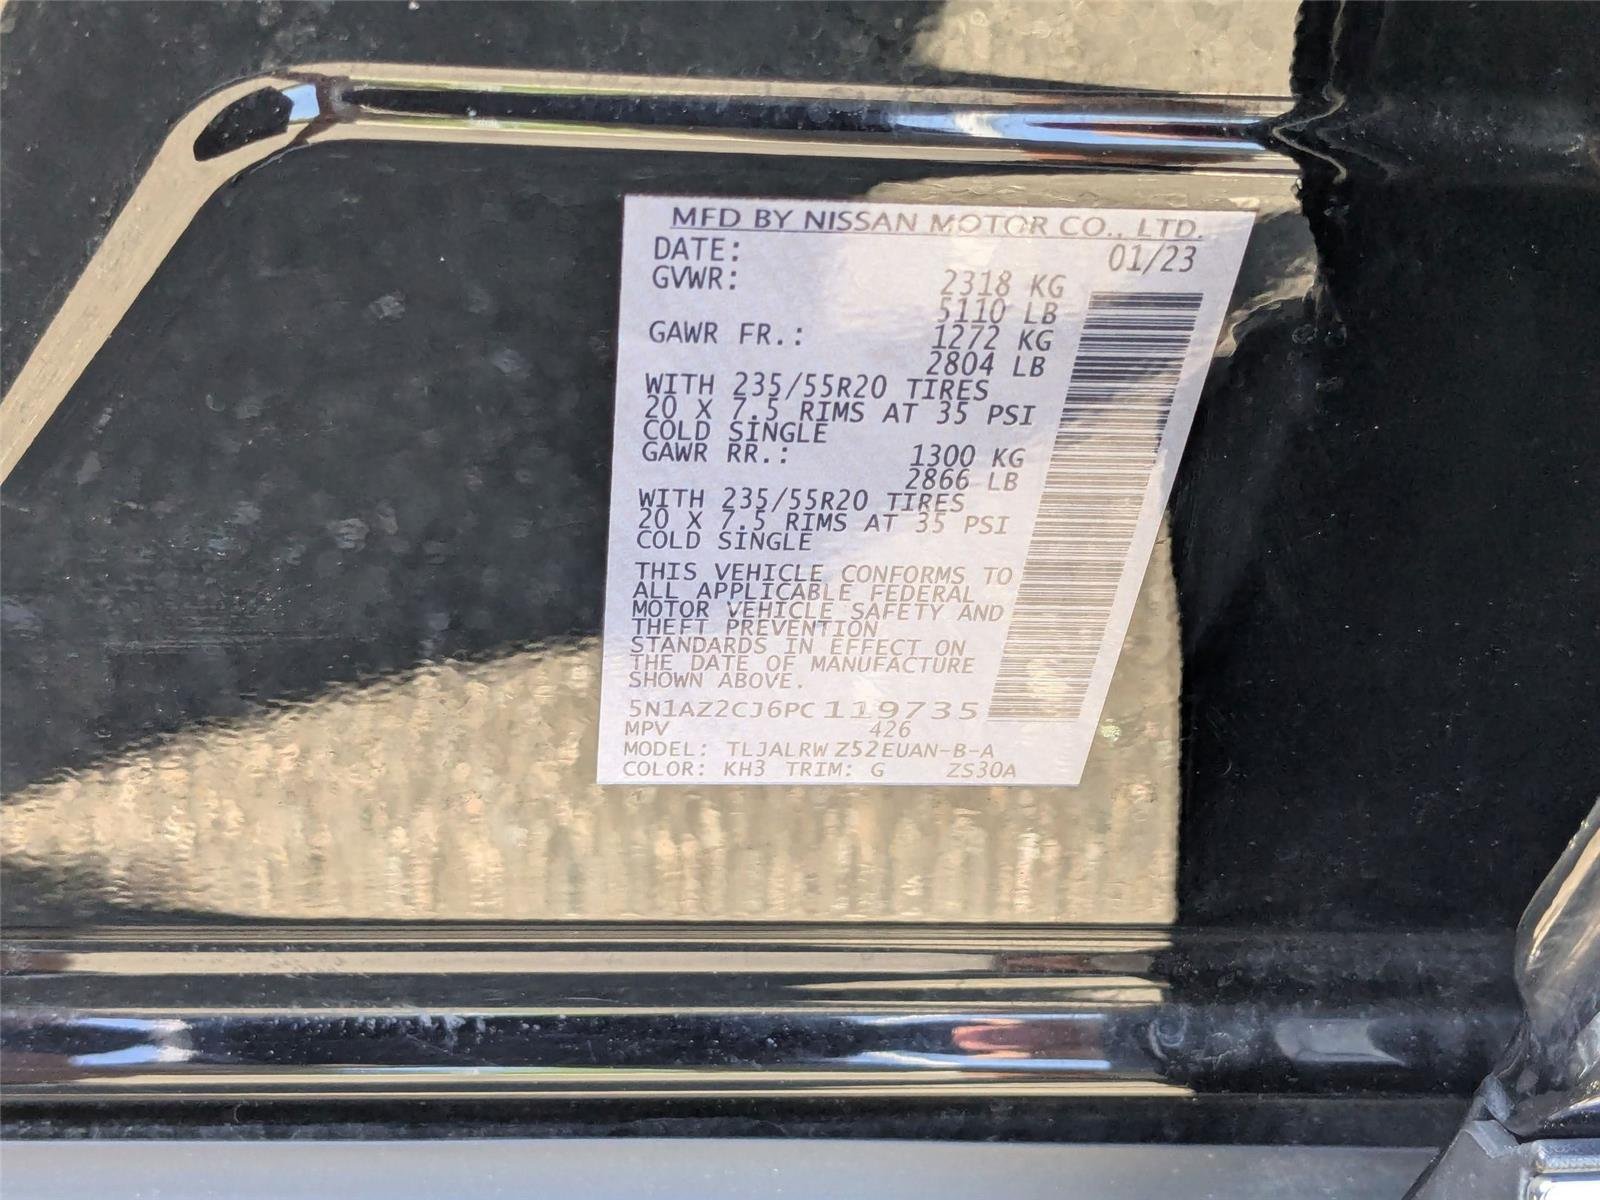 MFD BY NISSAN MOTOR CO., LTD.
DATE: 01/23
GVWR: 2318 KG
5110 LB
GAWR FR.: 1272 KG
2804 LB
WITH 235/55R20 TIRES
20 X 7.5 RIMS AT 35 PSI
COLD SINGLE
GAWR RR.: 1300 KG
2866 LB
WITH 235/55R20 TIRES
20 X 7.5 RIMS AT 35 PSI
COLD SINGLE
THIS VEHICLE CONFORMS TO
ALL APPLICABLE FEDERAL
MOTOR VEHICLE SAFETY AND
THEFT PREVENTION
STANDARDS IN EFFECT ON
THE DATE OF MANUFACTURE
SHOWN ABOVE.
5N1AZ2CJ6PC119735
MPV 426
MODEL: TLJALRW Z52EUAN-B-A
COLOR: KH3 TRIM: G ZS30A